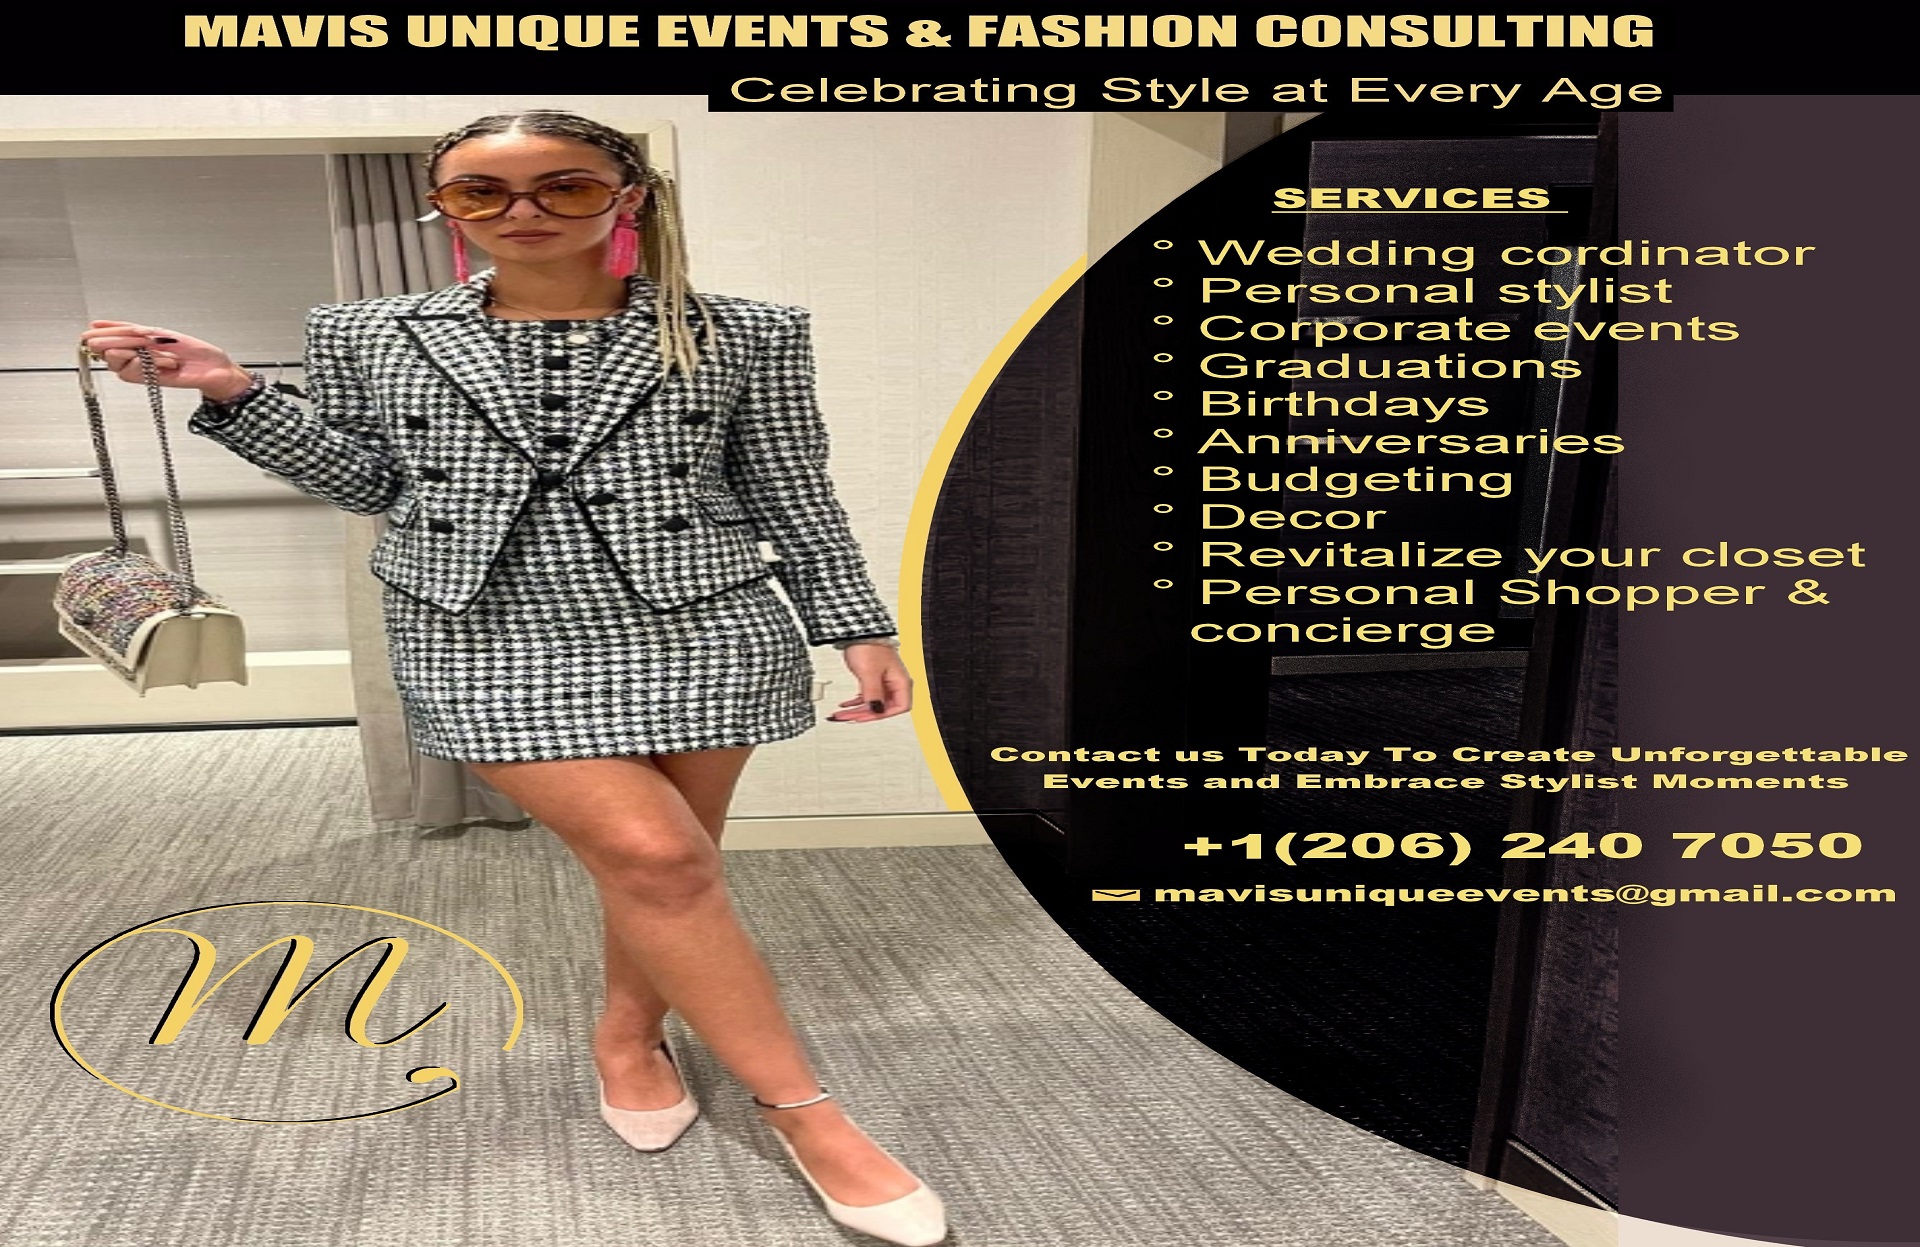 MAVIS UNIQUE EVENTS & FASHION CONSULTING
Celebrating Style at Every Age
SERVICES
° Wedding cordinator
° Personal stylist
° Corporate events
° Graduations
° Birthdays
° Anniversaries
° Budgeting
° Decor
° Revitalize your closet
° Personal Shopper &
concierge
Contact us Today To Create Unforgettable
Events and Embrace Stylist Moments
+1(206) 240 7050
mavisuniqueevents@gmail.com
M